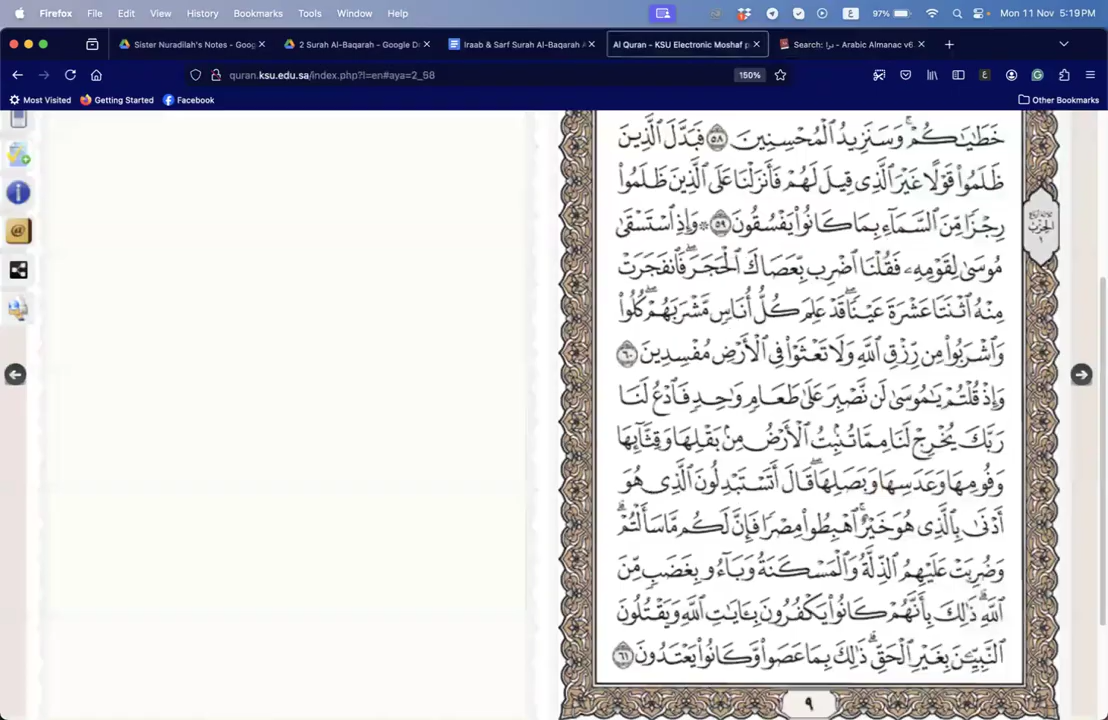 Firefox File Edit View History Bookmarks Tools Window Help
97% Mon 11 Nov 5:19 PM
Sister Nuradilah's Notes - Goog
2 Surah Al-Baqarah - Google D
Iraab & Sarf Surah Al-Baqarah
Al Quran - KSU Electronic Moshaf p
Search: درا - Arabic Almanac v6
quran.ksu.edu.sa/index.php?l=en#aya=2_58
150%
Most Visited Getting Started Facebook
Other Bookmarks
خَطَٰيَٰكُمْ ۚ وَسَنَزِيدُ ٱلْمُحْسِنِينَ ٥٨ فَبَدَّلَ ٱلَّذِينَ
ظَلَمُوا۟ قَوْلًا غَيْرَ ٱلَّذِى قِيلَ لَهُمْ فَأَنزَلْنَا عَلَى ٱلَّذِينَ ظَلَمُوا۟
رِجْزًا مِّنَ ٱلسَّمَآءِ بِمَا كَانُوا۟ يَفْسُقُونَ ٥٩ ۞ وَإِذِ ٱسْتَسْقَىٰ
مُوسَىٰ لِقَوْمِهِۦ فَقُلْنَا ٱضْرِب بِّعَصَاكَ ٱلْحَجَرَ ۖ فَٱنفَجَرَتْ
مِنْهُ ٱثْنَتَا عَشْرَةَ عَيْنًا ۖ قَدْ عَلِمَ كُلُّ أُنَاسٍ مَّشْرَبَهُمْ ۖ كُلُوا۟
وَٱشْرَبُوا۟ مِن رِّزْقِ ٱللَّهِ وَلَا تَعْثَوْا۟ فِى ٱلْأَرْضِ مُفْسِدِينَ ٦٠
وَإِذْ قُلْتُمْ يَٰمُوسَىٰ لَن نَّصْبِرَ عَلَىٰ طَعَامٍ وَٰحِدٍ فَٱدْعُ لَنَا
رَبَّكَ يُخْرِجْ لَنَا مِمَّا تُنۢبِتُ ٱلْأَرْضُ مِنۢ بَقْلِهَا وَقِثَّآئِهَا
وَفُومِهَا وَعَدَسِهَا وَبَصَلِهَا ۖ قَالَ أَتَسْتَبْدِلُونَ ٱلَّذِى هُوَ
أَدْنَىٰ بِٱلَّذِى هُوَ خَيْرٌ ۚ ٱهْبِطُوا۟ مِصْرًا فَإِنَّ لَكُم مَّا سَأَلْتُمْ ۗ
وَضُرِبَتْ عَلَيْهِمُ ٱلذِّلَّةُ وَٱلْمَسْكَنَةُ وَبَآءُو بِغَضَبٍ مِّنَ
ٱللَّهِ ۗ ذَٰلِكَ بِأَنَّهُمْ كَانُوا۟ يَكْفُرُونَ بِـَٔايَٰتِ ٱللَّهِ وَيَقْتُلُونَ
ٱلنَّبِيِّـۧنَ بِغَيْرِ ٱلْحَقِّ ۗ ذَٰلِكَ بِمَا عَصَوا۟ وَّكَانُوا۟ يَعْتَدُونَ ٦١
٩